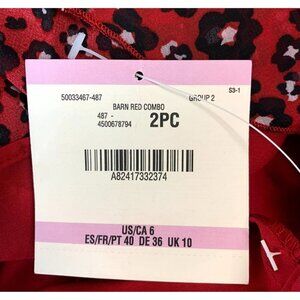 S3-1
50033467-487 GROUP 2
BARN RED COMBO
487 - 2PC
4500678794
A82417332374
US/CA 6
ES/FR/PT 40 DE 36 UK 10